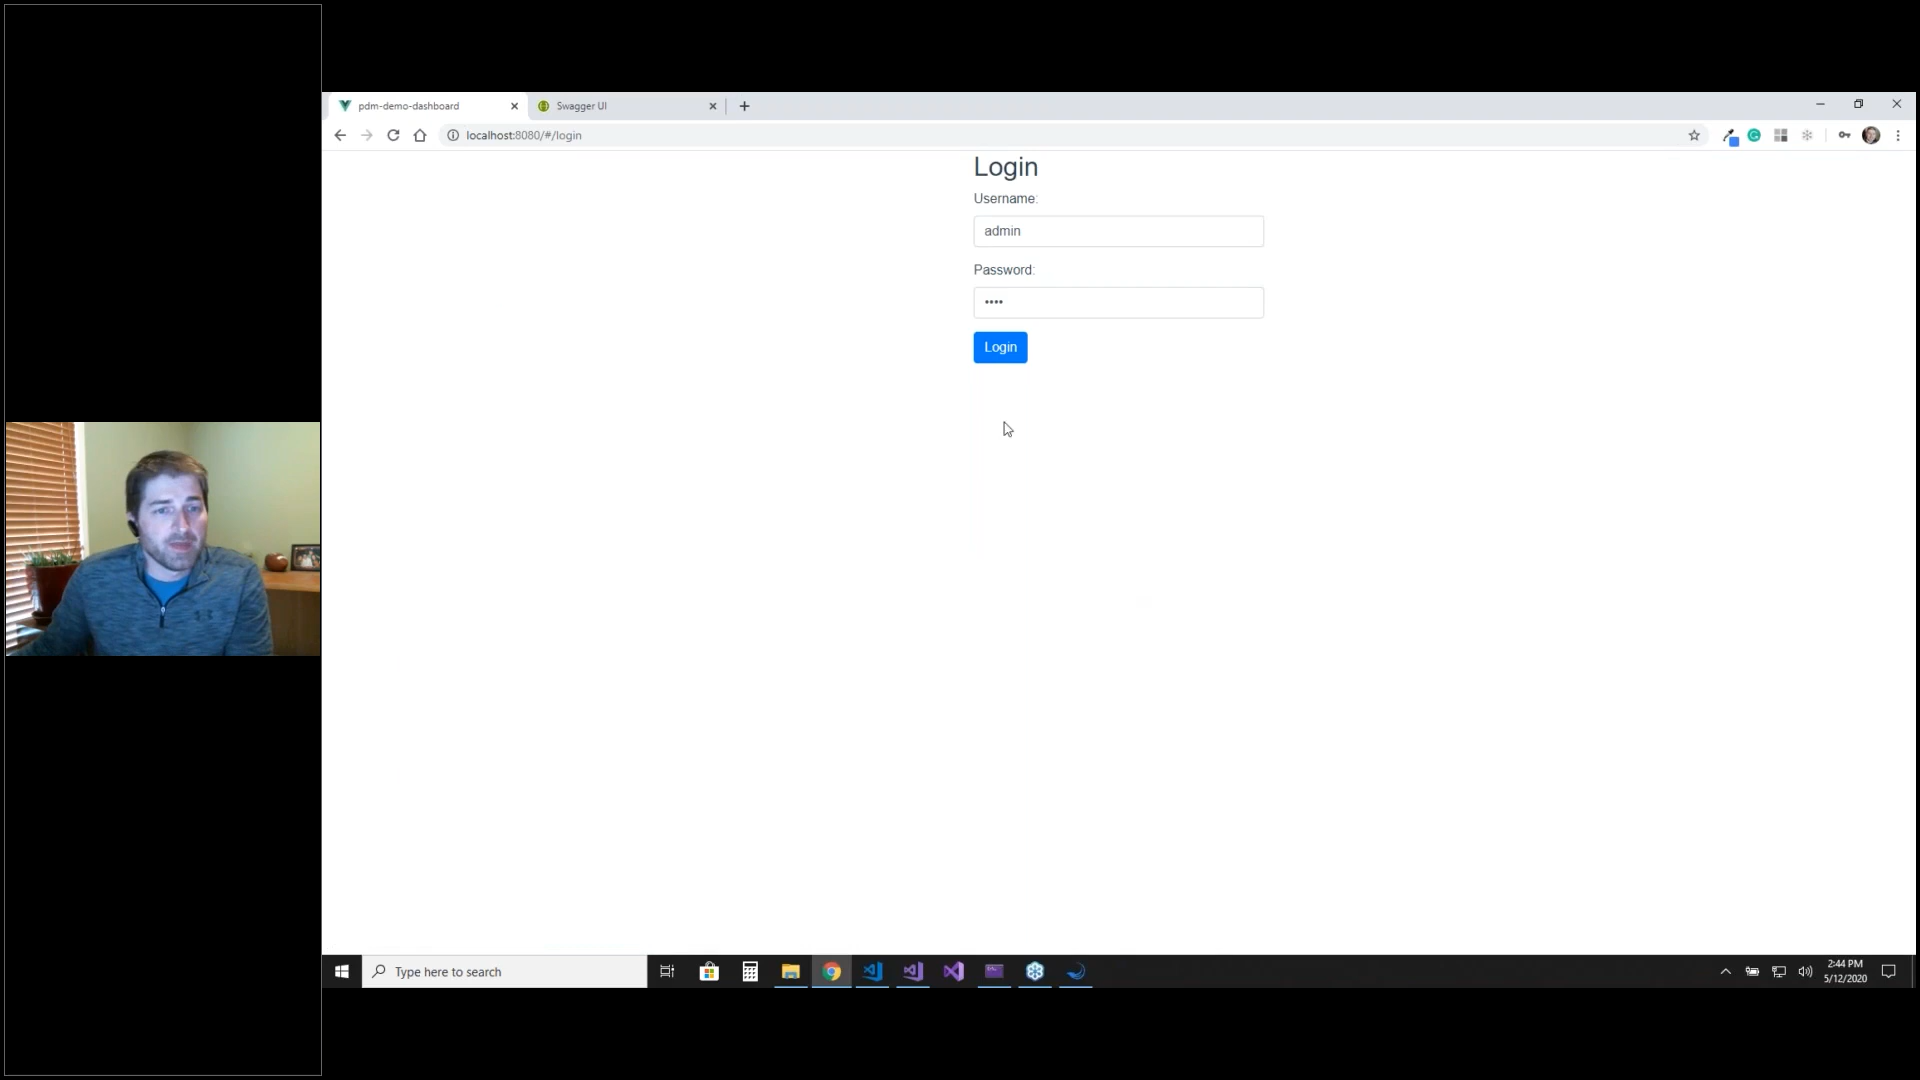 pdm-demo-dashboard
Swagger UI
localhost:8080/#/login
Login
Username:
admin
Password:
••••
Login
Type here to search
2:44 PM
5/12/2020